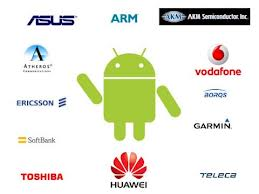 ASUS
ARM
AKM
AKM Semiconductor, Inc.
ATHEROS
COMMUNICATIONS
vodafone
ERICSSON
BORQS
GARMIN
SoftBank
TOSHIBA
HUAWEI
TELECA